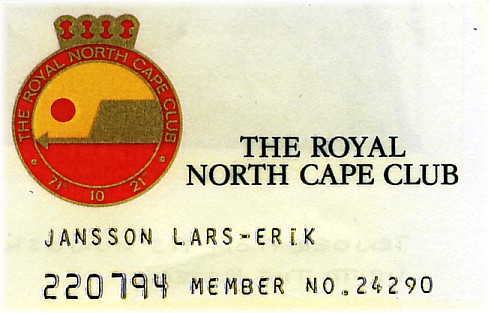 THE ROYAL NORTH CAPE CLUB
71 10 21
THE ROYAL
NORTH CAPE CLUB
JANSSON LARS-ERIK
220794 MEMBER NO.24290